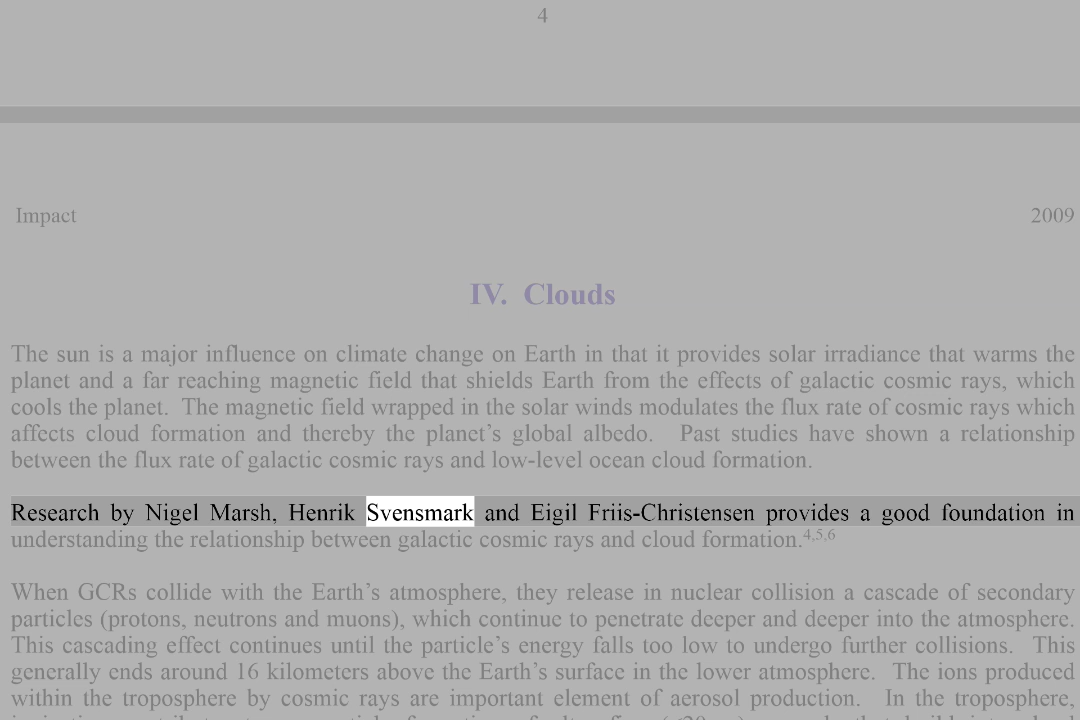 4
Impact 2009
IV. Clouds
The sun is a major influence on climate change on Earth in that it provides solar irradiance that warms the
planet and a far reaching magnetic field that shields Earth from the effects of galactic cosmic rays, which
cools the planet. The magnetic field wrapped in the solar winds modulates the flux rate of cosmic rays which
affects cloud formation and thereby the planet's global albedo. Past studies have shown a relationship
between the flux rate of galactic cosmic rays and low-level ocean cloud formation.
Research by Nigel Marsh, Henrik Svensmark and Eigil Friis-Christensen provides a good foundation in
understanding the relationship between galactic cosmic rays and cloud formation.4,5,6
When GCRs collide with the Earth's atmosphere, they release in nuclear collision a cascade of secondary
particles (protons, neutrons and muons), which continue to penetrate deeper and deeper into the atmosphere.
This cascading effect continues until the particle's energy falls too low to undergo further collisions. This
generally ends around 16 kilometers above the Earth's surface in the lower atmosphere. The ions produced
within the troposphere by cosmic rays are important element of aerosol production. In the troposphere,